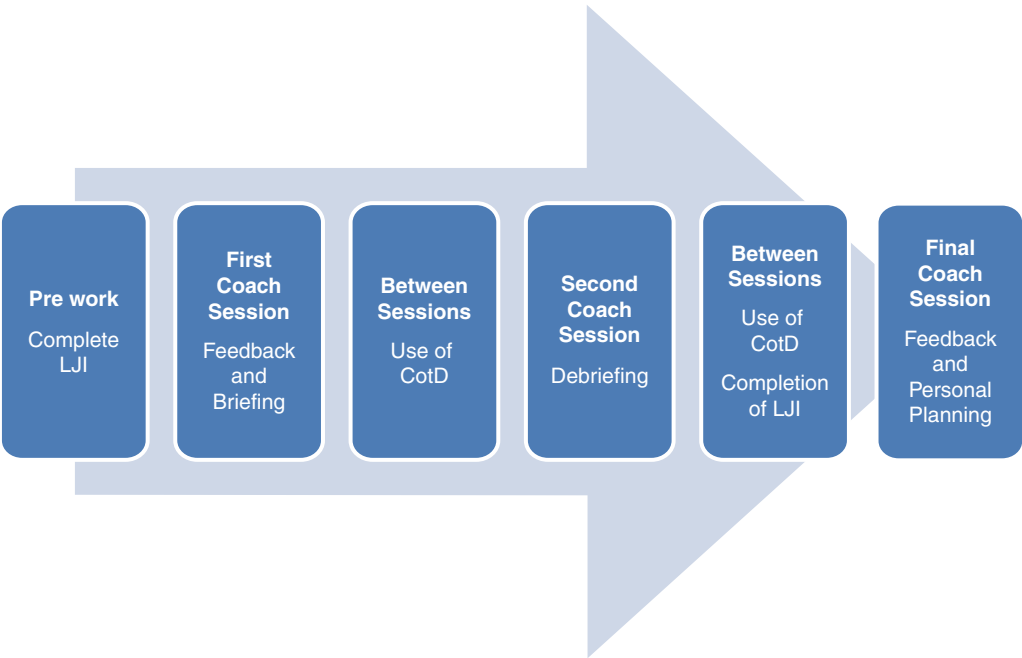 Pre work
Complete
LJI
First
Coach
Session
Feedback
and
Briefing
Between
Sessions
Use of
CotD
Second
Coach
Session
Debriefing
Between
Sessions
Use of
CotD
Completion
of LJI
Final
Coach
Session
Feedback
and
Personal
Planning